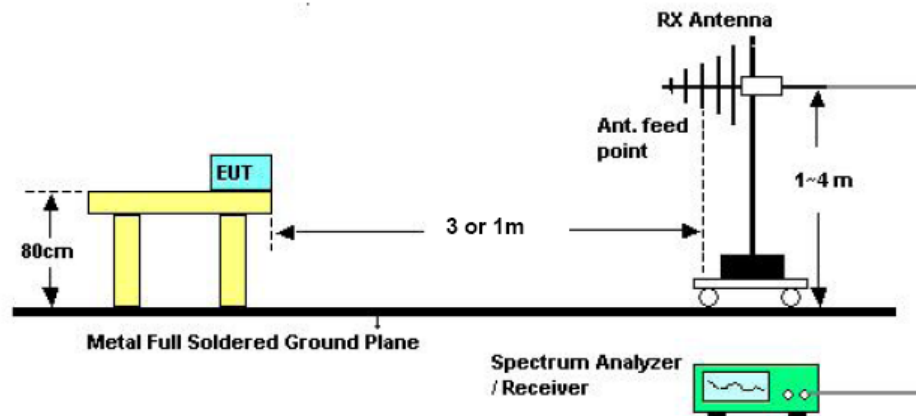 RX Antenna
Ant. feed
point
EUT
1~4 m
3 or 1m
80cm
Metal Full Soldered Ground Plane
Spectrum Analyzer
/ Receiver